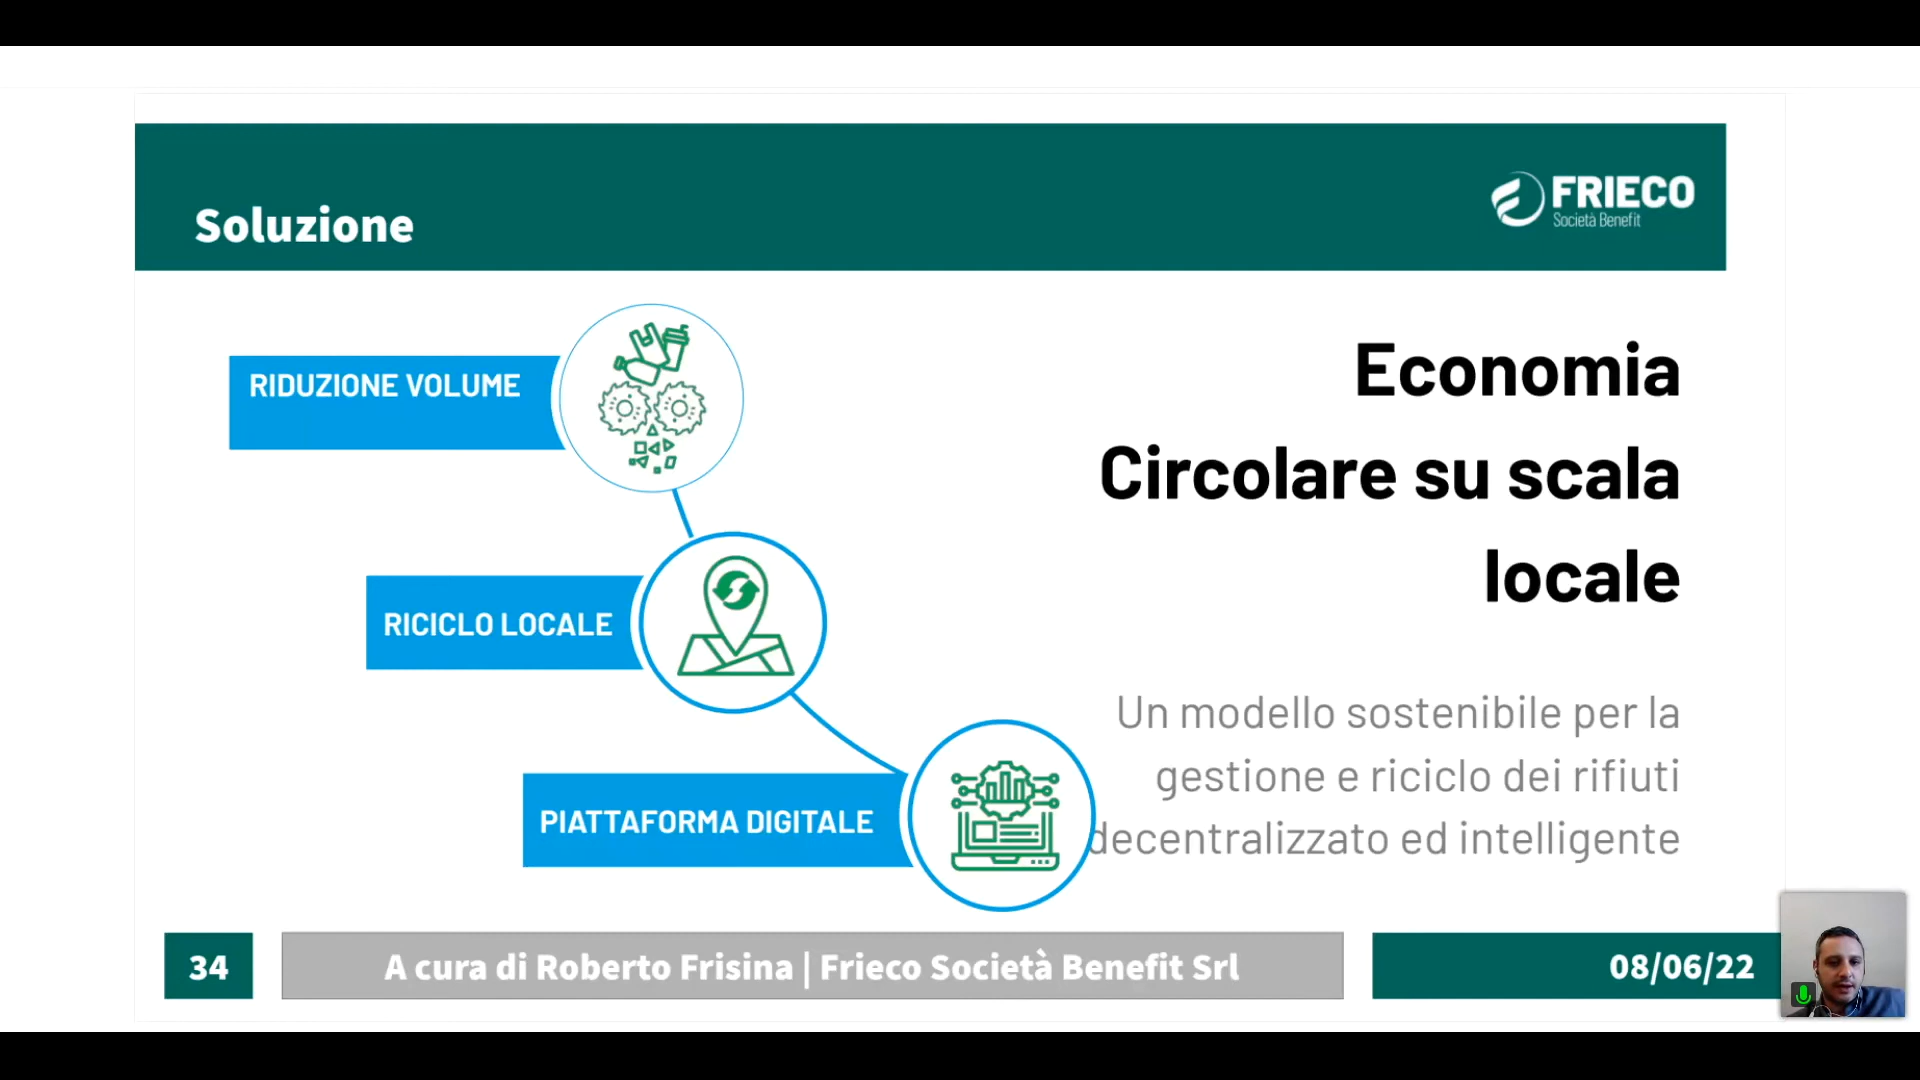 Soluzione
FRIECO
Società Benefit
RIDUZIONE VOLUME
RICICLO LOCALE
PIATTAFORMA DIGITALE
Economia
Circolare su scala
locale
Un modello sostenibile per la
gestione e riciclo dei rifiuti
decentralizzato ed intelligente
34
A cura di Roberto Frisina | Frieco Società Benefit Srl
08/06/22